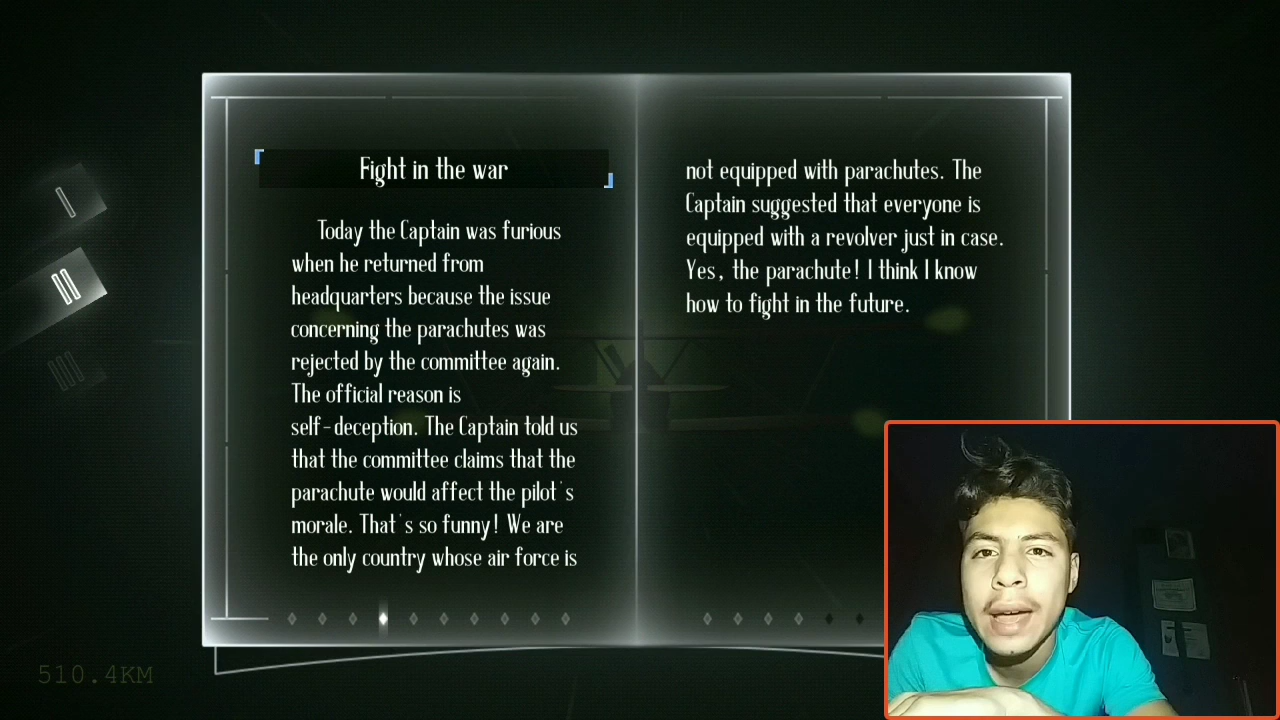 Fight in the war
Today the Captain was furious
when he returned from
headquarters because the issue
concerning the parachutes was
rejected by the committee again.
The official reason is
self-deception. The Captain told us
that the committee claims that the
parachute would affect the pilot's
morale. That's so funny! We are
the only country whose air force is
not equipped with parachutes. The
Captain suggested that everyone is
equipped with a revolver just in case.
Yes, the parachute! I think I know
how to fight in the future.
510.4KM